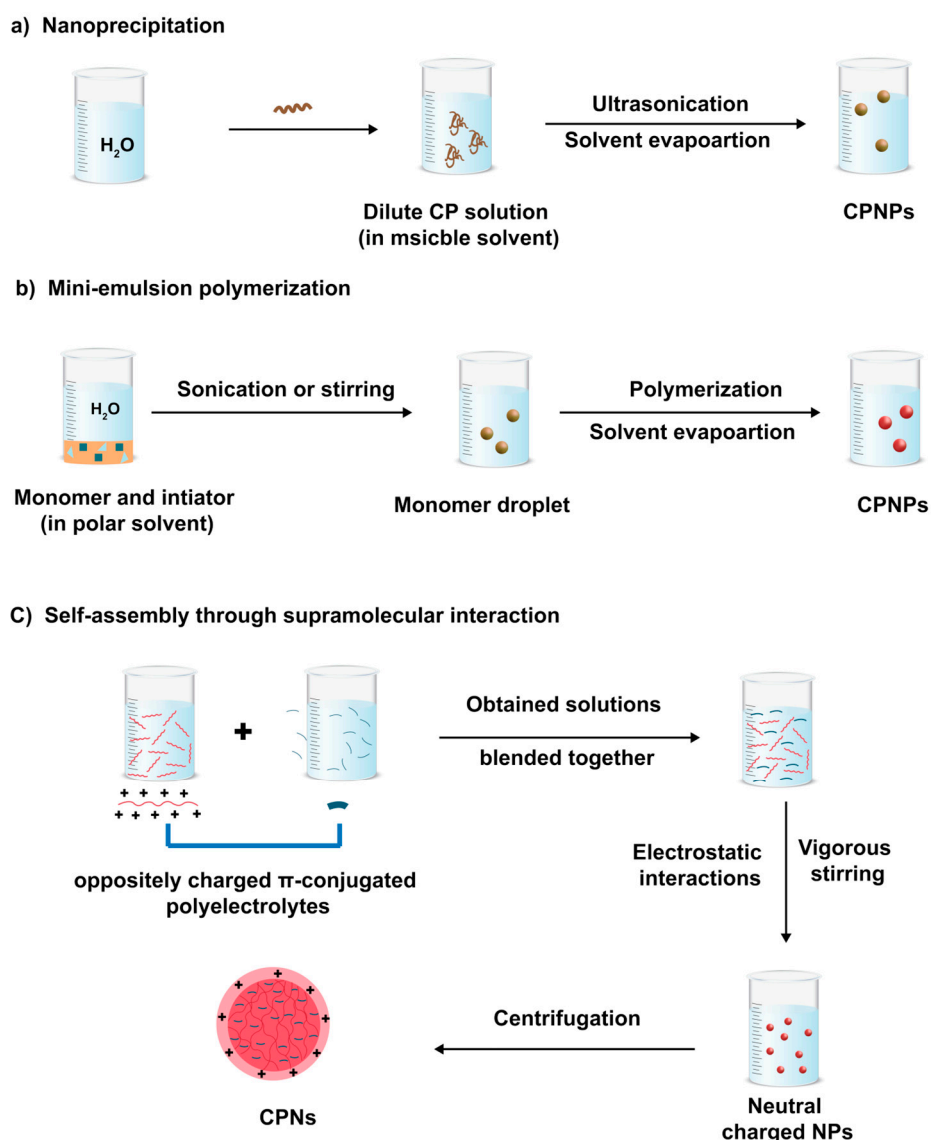 a) Nanoprecipitation
H₂O
Dilute CP solution
(in msicble solvent)
Ultrasonication
Solvent evapoartion
CPNPs
b) Mini-emulsion polymerization
H₂O
Monomer and intiator
(in polar solvent)
Sonication or stirring
Monomer droplet
Polymerization
Solvent evapoartion
CPNPs
C) Self-assembly through supramolecular interaction
+
+ + + +
+ + + + +
oppositely charged π-conjugated
polyelectrolytes
Obtained solutions
blended together
Electrostatic
interactions
Vigorous
stirring
Neutral
charged NPs
Centrifugation
+ + + + + + + + +
CPNs